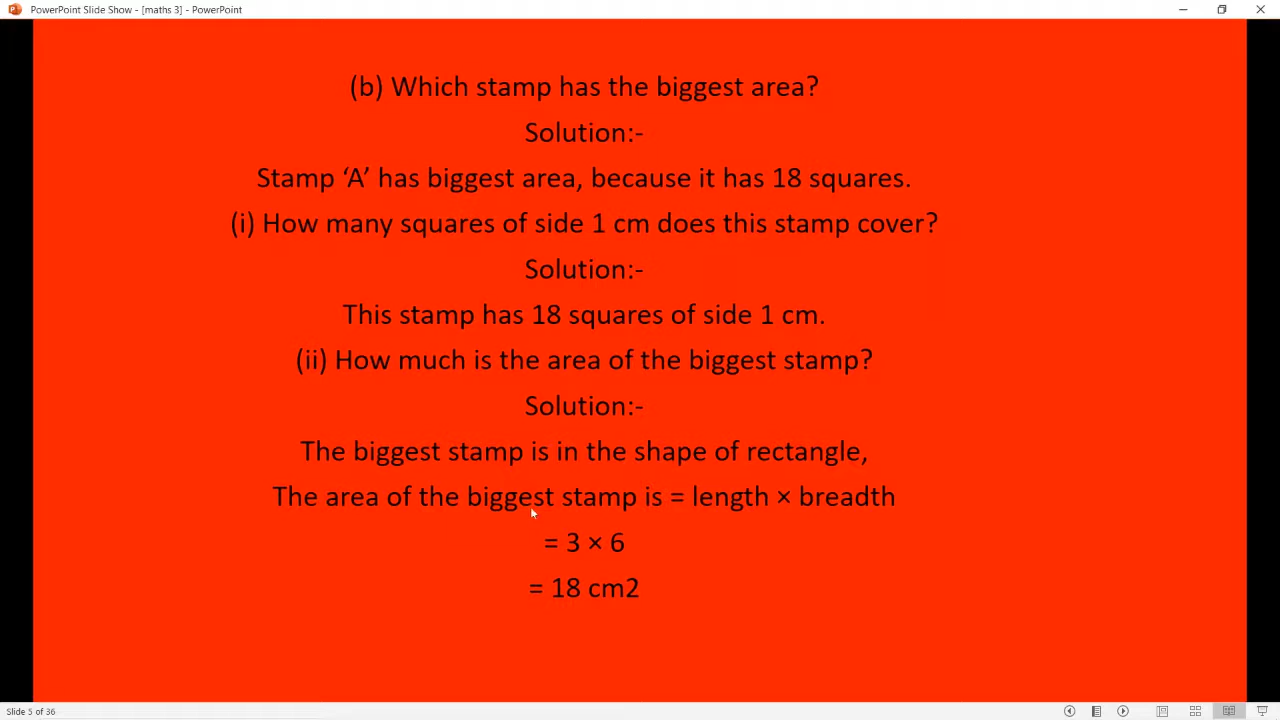 PowerPoint Slide Show - [maths 3] - PowerPoint
(b) Which stamp has the biggest area?
Solution:-
Stamp ‘A’ has biggest area, because it has 18 squares.
(i) How many squares of side 1 cm does this stamp cover?
Solution:-
This stamp has 18 squares of side 1 cm.
(ii) How much is the area of the biggest stamp?
Solution:-
The biggest stamp is in the shape of rectangle,
The area of the biggest stamp is = length × breadth
= 3 × 6
= 18 cm2
Slide 5 of 36